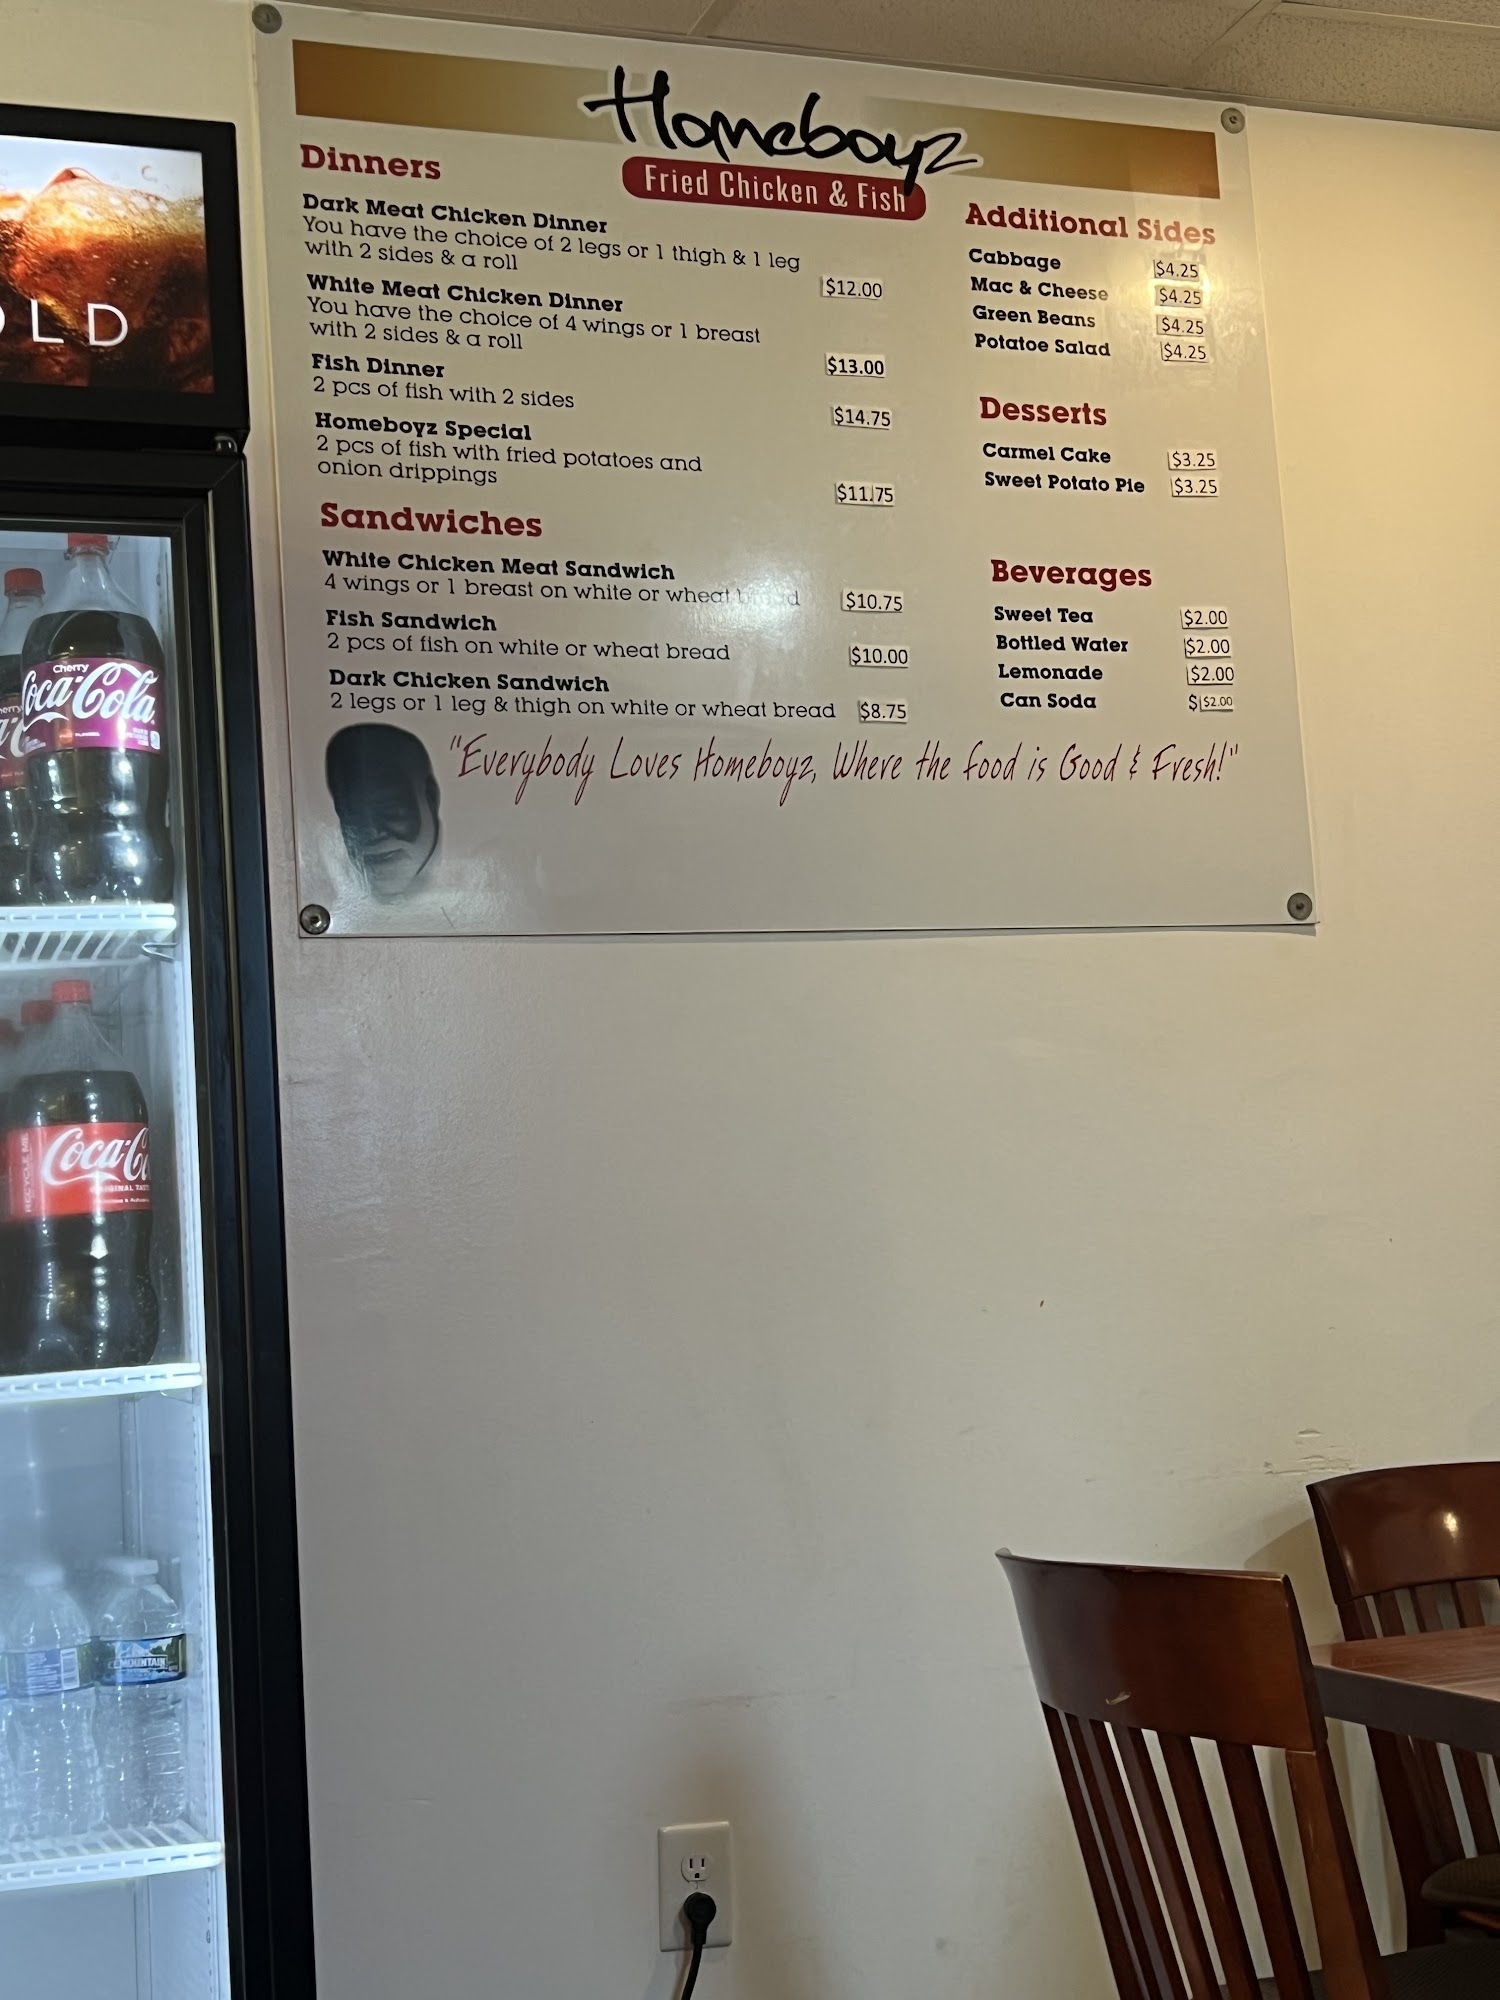 Homeboyz
Fried Chicken & Fish
Dinners
Dark Meat Chicken Dinner
You have the choice of 2 legs or 1 thigh & 1 leg
with 2 sides & a roll
$12.00
White Meat Chicken Dinner
You have the choice of 4 wings or 1 breast
with 2 sides & a roll
$13.00
Fish Dinner
2 pcs of fish with 2 sides
$14.75
Homeboyz Special
2 pcs of fish with fried potatoes and
onion drippings
$11.75
Sandwiches
White Chicken Meat Sandwich
4 wings or 1 breast on white or wheat bread $10.75
Fish Sandwich
2 pcs of fish on white or wheat bread $10.00
Dark Chicken Sandwich
2 legs or 1 leg & thigh on white or wheat bread $8.75
Additional Sides
Cabbage $4.25
Mac & Cheese $4.25
Green Beans $4.25
Potatoe Salad $4.25
Desserts
Carmel Cake $3.25
Sweet Potato Pie $3.25
Beverages
Sweet Tea $2.00
Bottled Water $2.00
Lemonade $2.00
Can Soda $ $2.00
"Everybody Loves Homeboyz, Where the food is Good & Fresh!"
OLD
Cherry
Coca-Cola
Coca-C
RECYCLE ME
MOUNTAIN